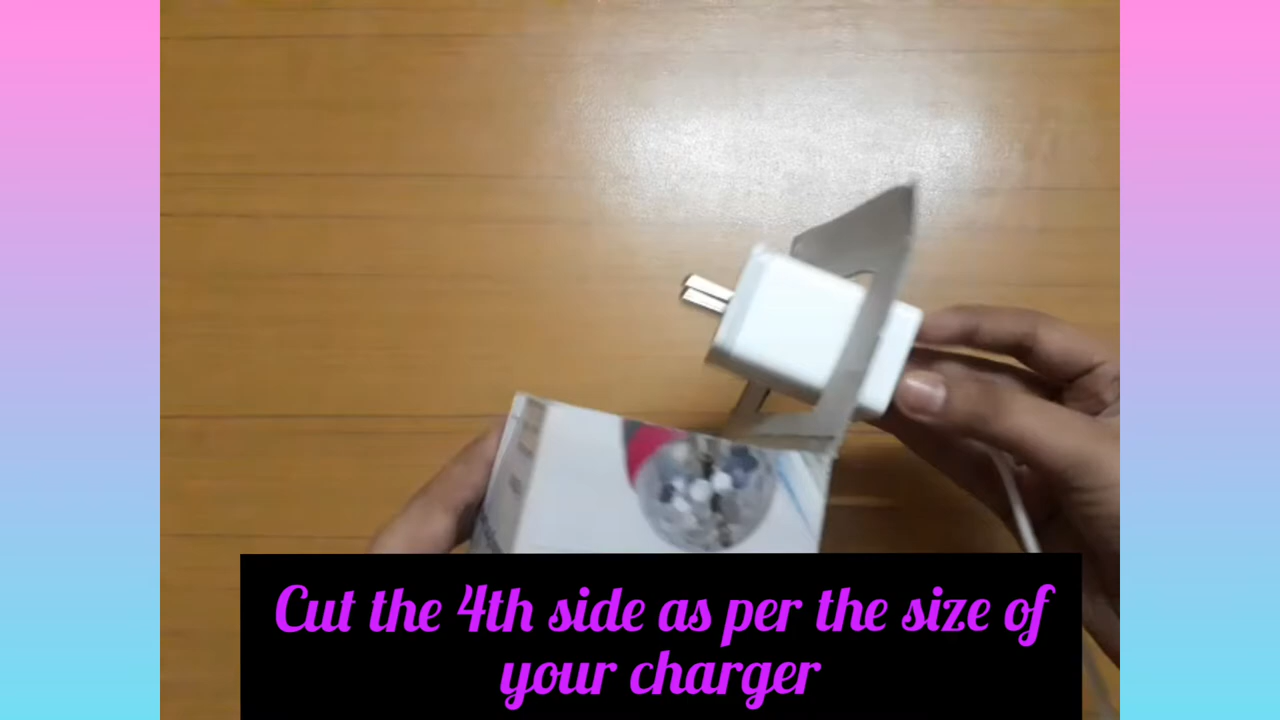 Cut the 4th side as per the size of
your charger